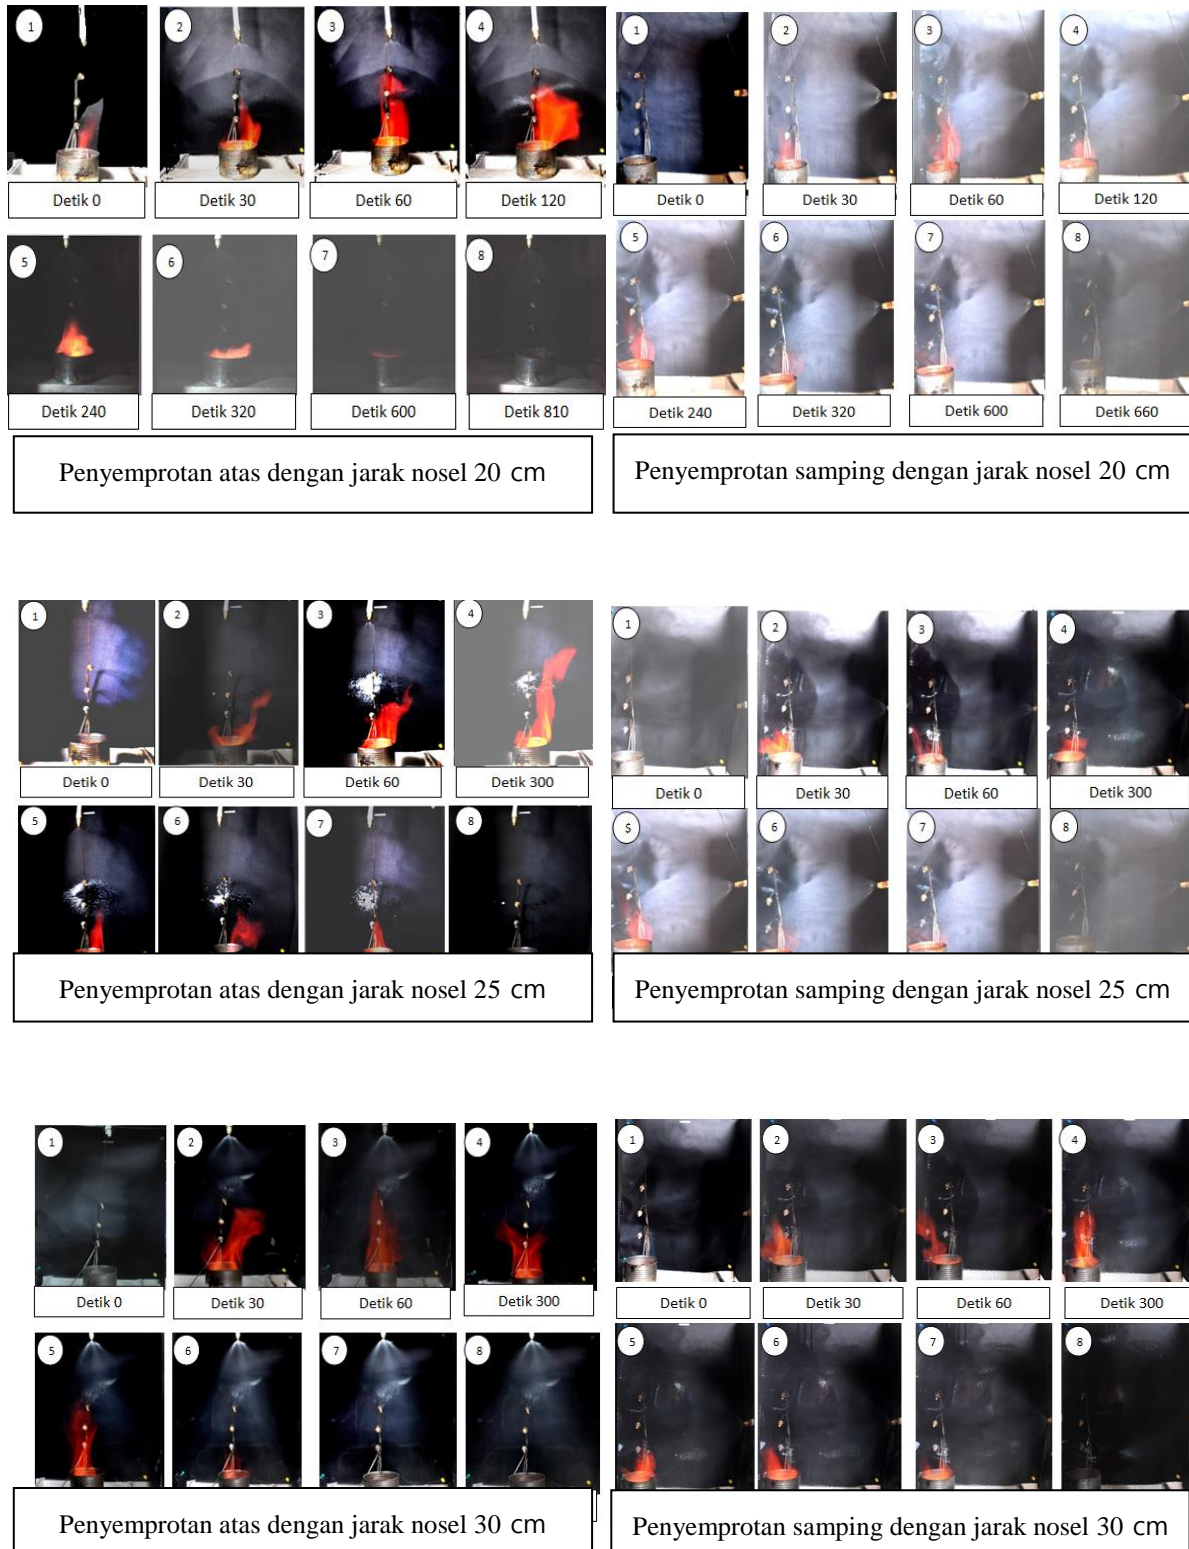 1 2 3 4
Detik 0 Detik 30 Detik 60 Detik 120
5 6 7 8
Detik 240 Detik 320 Detik 600 Detik 810
Penyemprotan atas dengan jarak nosel 20 cm
1 2 3 4
Detik 0 Detik 30 Detik 60 Detik 120
5 6 7 8
Detik 240 Detik 320 Detik 600 Detik 660
Penyemprotan samping dengan jarak nosel 20 cm
1 2 3 4
Detik 0 Detik 30 Detik 60 Detik 300
5 6 7 8
Penyemprotan atas dengan jarak nosel 25 cm
1 2 3 4
Detik 0 Detik 30 Detik 60 Detik 300
$ 6 7 8
Penyemprotan samping dengan jarak nosel 25 cm
1 2 3 4
Detik 0 Detik 30 Detik 60 Detik 300
5 6 7 8
Penyemprotan atas dengan jarak nosel 30 cm
1 2 3 4
Detik 0 Detik 30 Detik 60 Detik 300
5 6 7 8
Penyemprotan samping dengan jarak nosel 30 cm